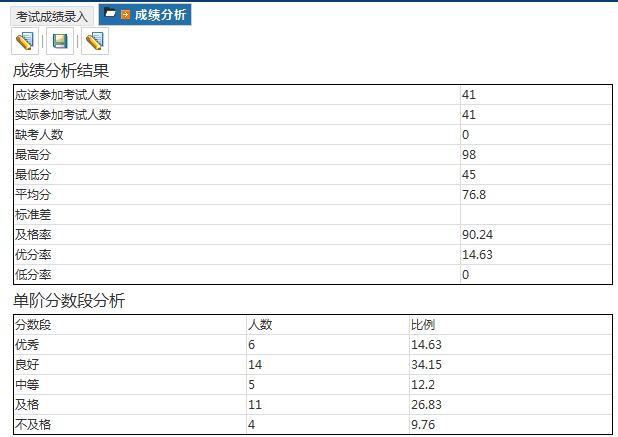 考试成绩录入 成绩分析
成绩分析结果
应该参加考试人数 41
实际参加考试人数 41
缺考人数 0
最高分 98
最低分 45
平均分 76.8
标准差
及格率 90.24
优分率 14.63
低分率 0
单阶分数段分析
分数段 人数 比例
优秀 6 14.63
良好 14 34.15
中等 5 12.2
及格 11 26.83
不及格 4 9.76